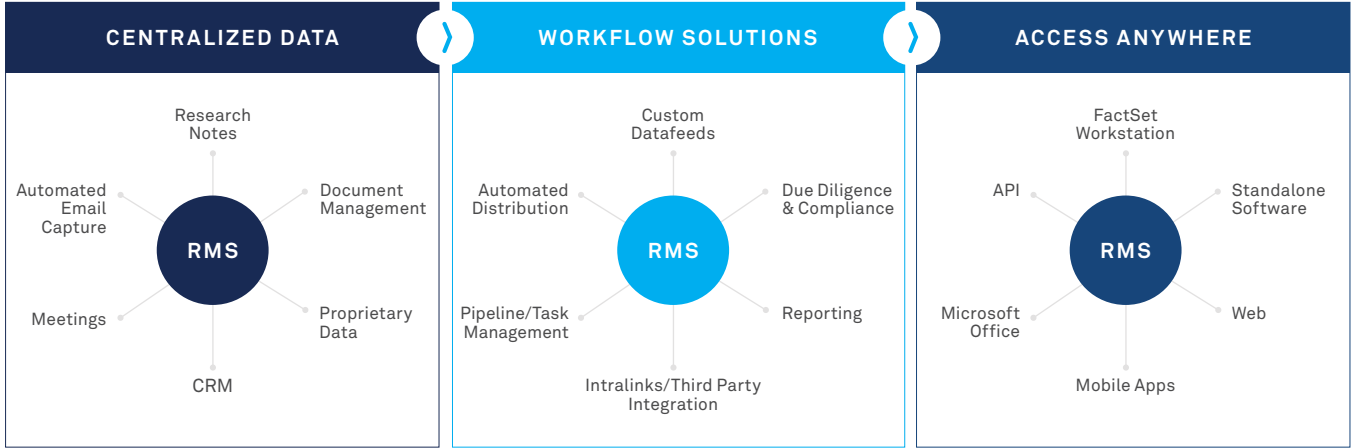 CENTRALIZED DATA
Research
Notes
Automated
Email
Capture
Document
Management
RMS
Meetings
Proprietary
Data
CRM
WORKFLOW SOLUTIONS
Custom
Datafeeds
Automated
Distribution
Due Diligence
& Compliance
RMS
Pipeline/Task
Management
Reporting
Intralinks/Third Party
Integration
ACCESS ANYWHERE
FactSet
Workstation
API
Standalone
Software
RMS
Microsoft
Office
Web
Mobile Apps